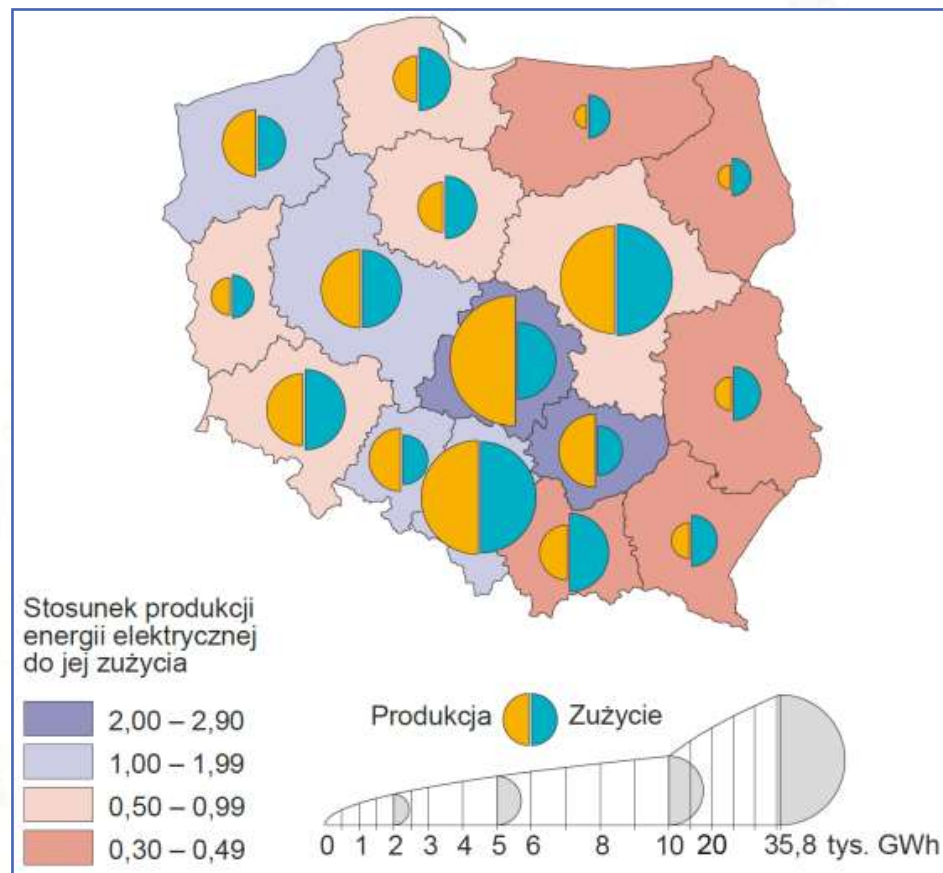 Stosunek produkcji
energii elektrycznej
do jej zużycia
2,00 – 2,90
1,00 – 1,99
0,50 – 0,99
0,30 – 0,49
Produkcja
Zużycie
0 1 2 3 4 5 6 8 10 20 35,8 tys. GWh